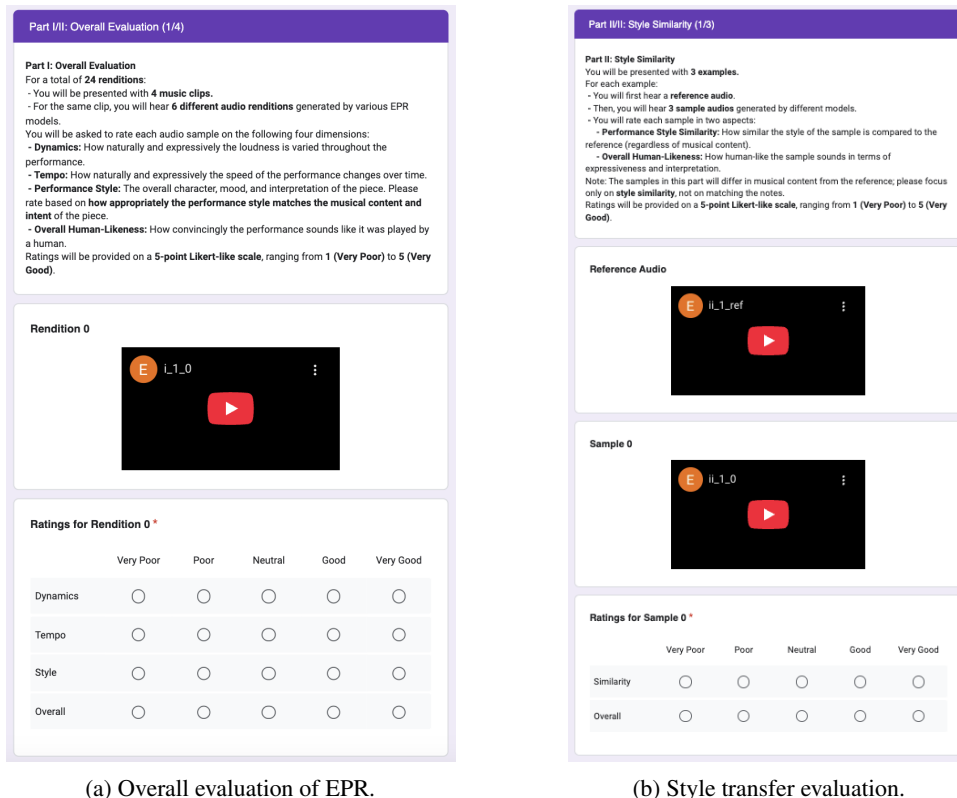 Part I/II: Overall Evaluation (1/4)
Part I: Overall Evaluation
For a total of 24 renditions:
- You will be presented with 4 music clips.
- For the same clip, you will hear 6 different audio renditions generated by various EPR
models.
You will be asked to rate each audio sample on the following four dimensions:
- Dynamics: How naturally and expressively the loudness is varied throughout the
performance.
- Tempo: How naturally and expressively the speed of the performance changes over time.
- Performance Style: The overall character, mood, and interpretation of the piece. Please
rate based on how appropriately the performance style matches the musical content and
intent of the piece.
- Overall Human-Likeness: How convincingly the performance sounds like it was played by
a human.
Ratings will be provided on a 5-point Likert-like scale, ranging from 1 (Very Poor) to 5 (Very
Good).
Rendition 0
E i_1_0
Ratings for Rendition 0 *
Very Poor Poor Neutral Good Very Good
Dynamics
Tempo
Style
Overall
(a) Overall evaluation of EPR.
Part II/II: Style Similarity (1/3)
Part II: Style Similarity
You will be presented with 3 examples.
For each example:
- You will first hear a reference audio.
- Then, you will hear 3 sample audios generated by different models.
- You will rate each sample in two aspects:
- Performance Style Similarity: How similar the style of the sample is compared to the
reference (regardless of musical content).
- Overall Human-Likeness: How human-like the sample sounds in terms of
expressiveness and interpretation.
Note: The samples in this part will differ in musical content from the reference; please focus
only on style similarity, not on matching the notes.
Ratings will be provided on a 5-point Likert-like scale, ranging from 1 (Very Poor) to 5 (Very
Good).
Reference Audio
E ii_1_ref
Sample 0
E ii_1_0
Ratings for Sample 0 *
Very Poor Poor Neutral Good Very Good
Similarity
Overall
(b) Style transfer evaluation.